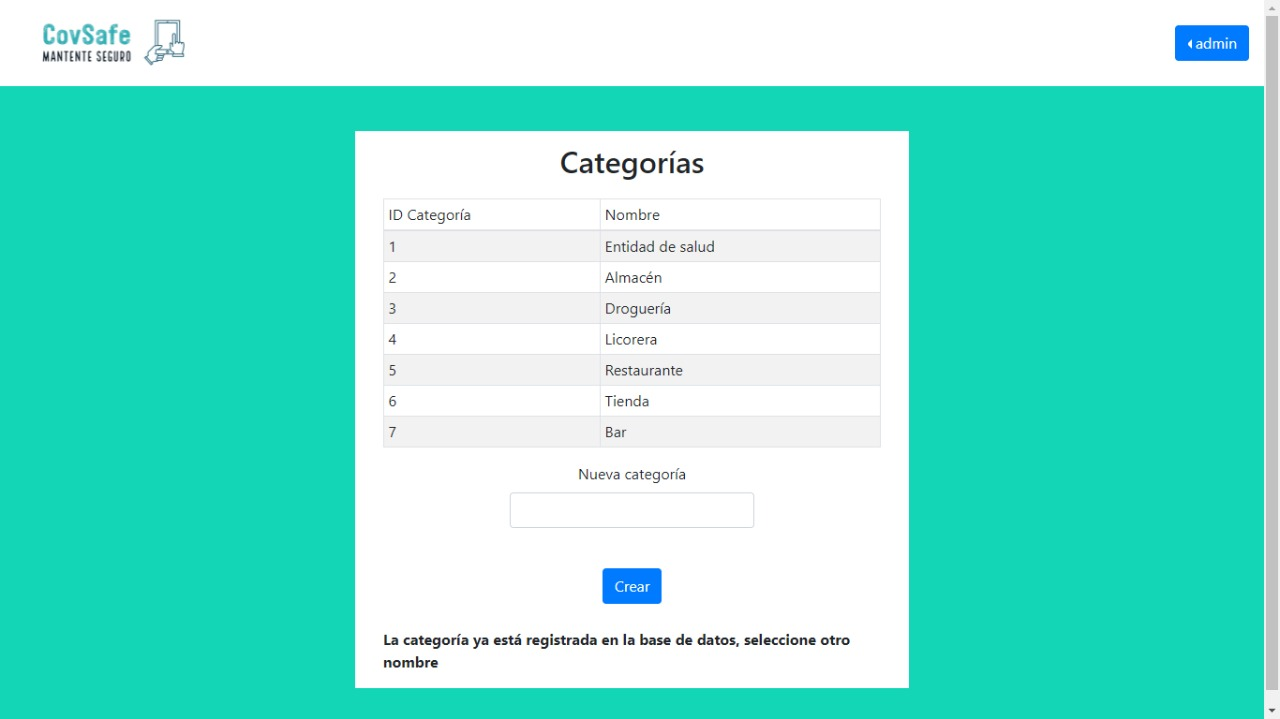 CovSafe
MANTENTE SEGURO
admin
Categorías
ID Categoría Nombre
1 Entidad de salud
2 Almacén
3 Droguería
4 Licorera
5 Restaurante
6 Tienda
7 Bar
Nueva categoría
Crear
La categoría ya está registrada en la base de datos, seleccione otro
nombre